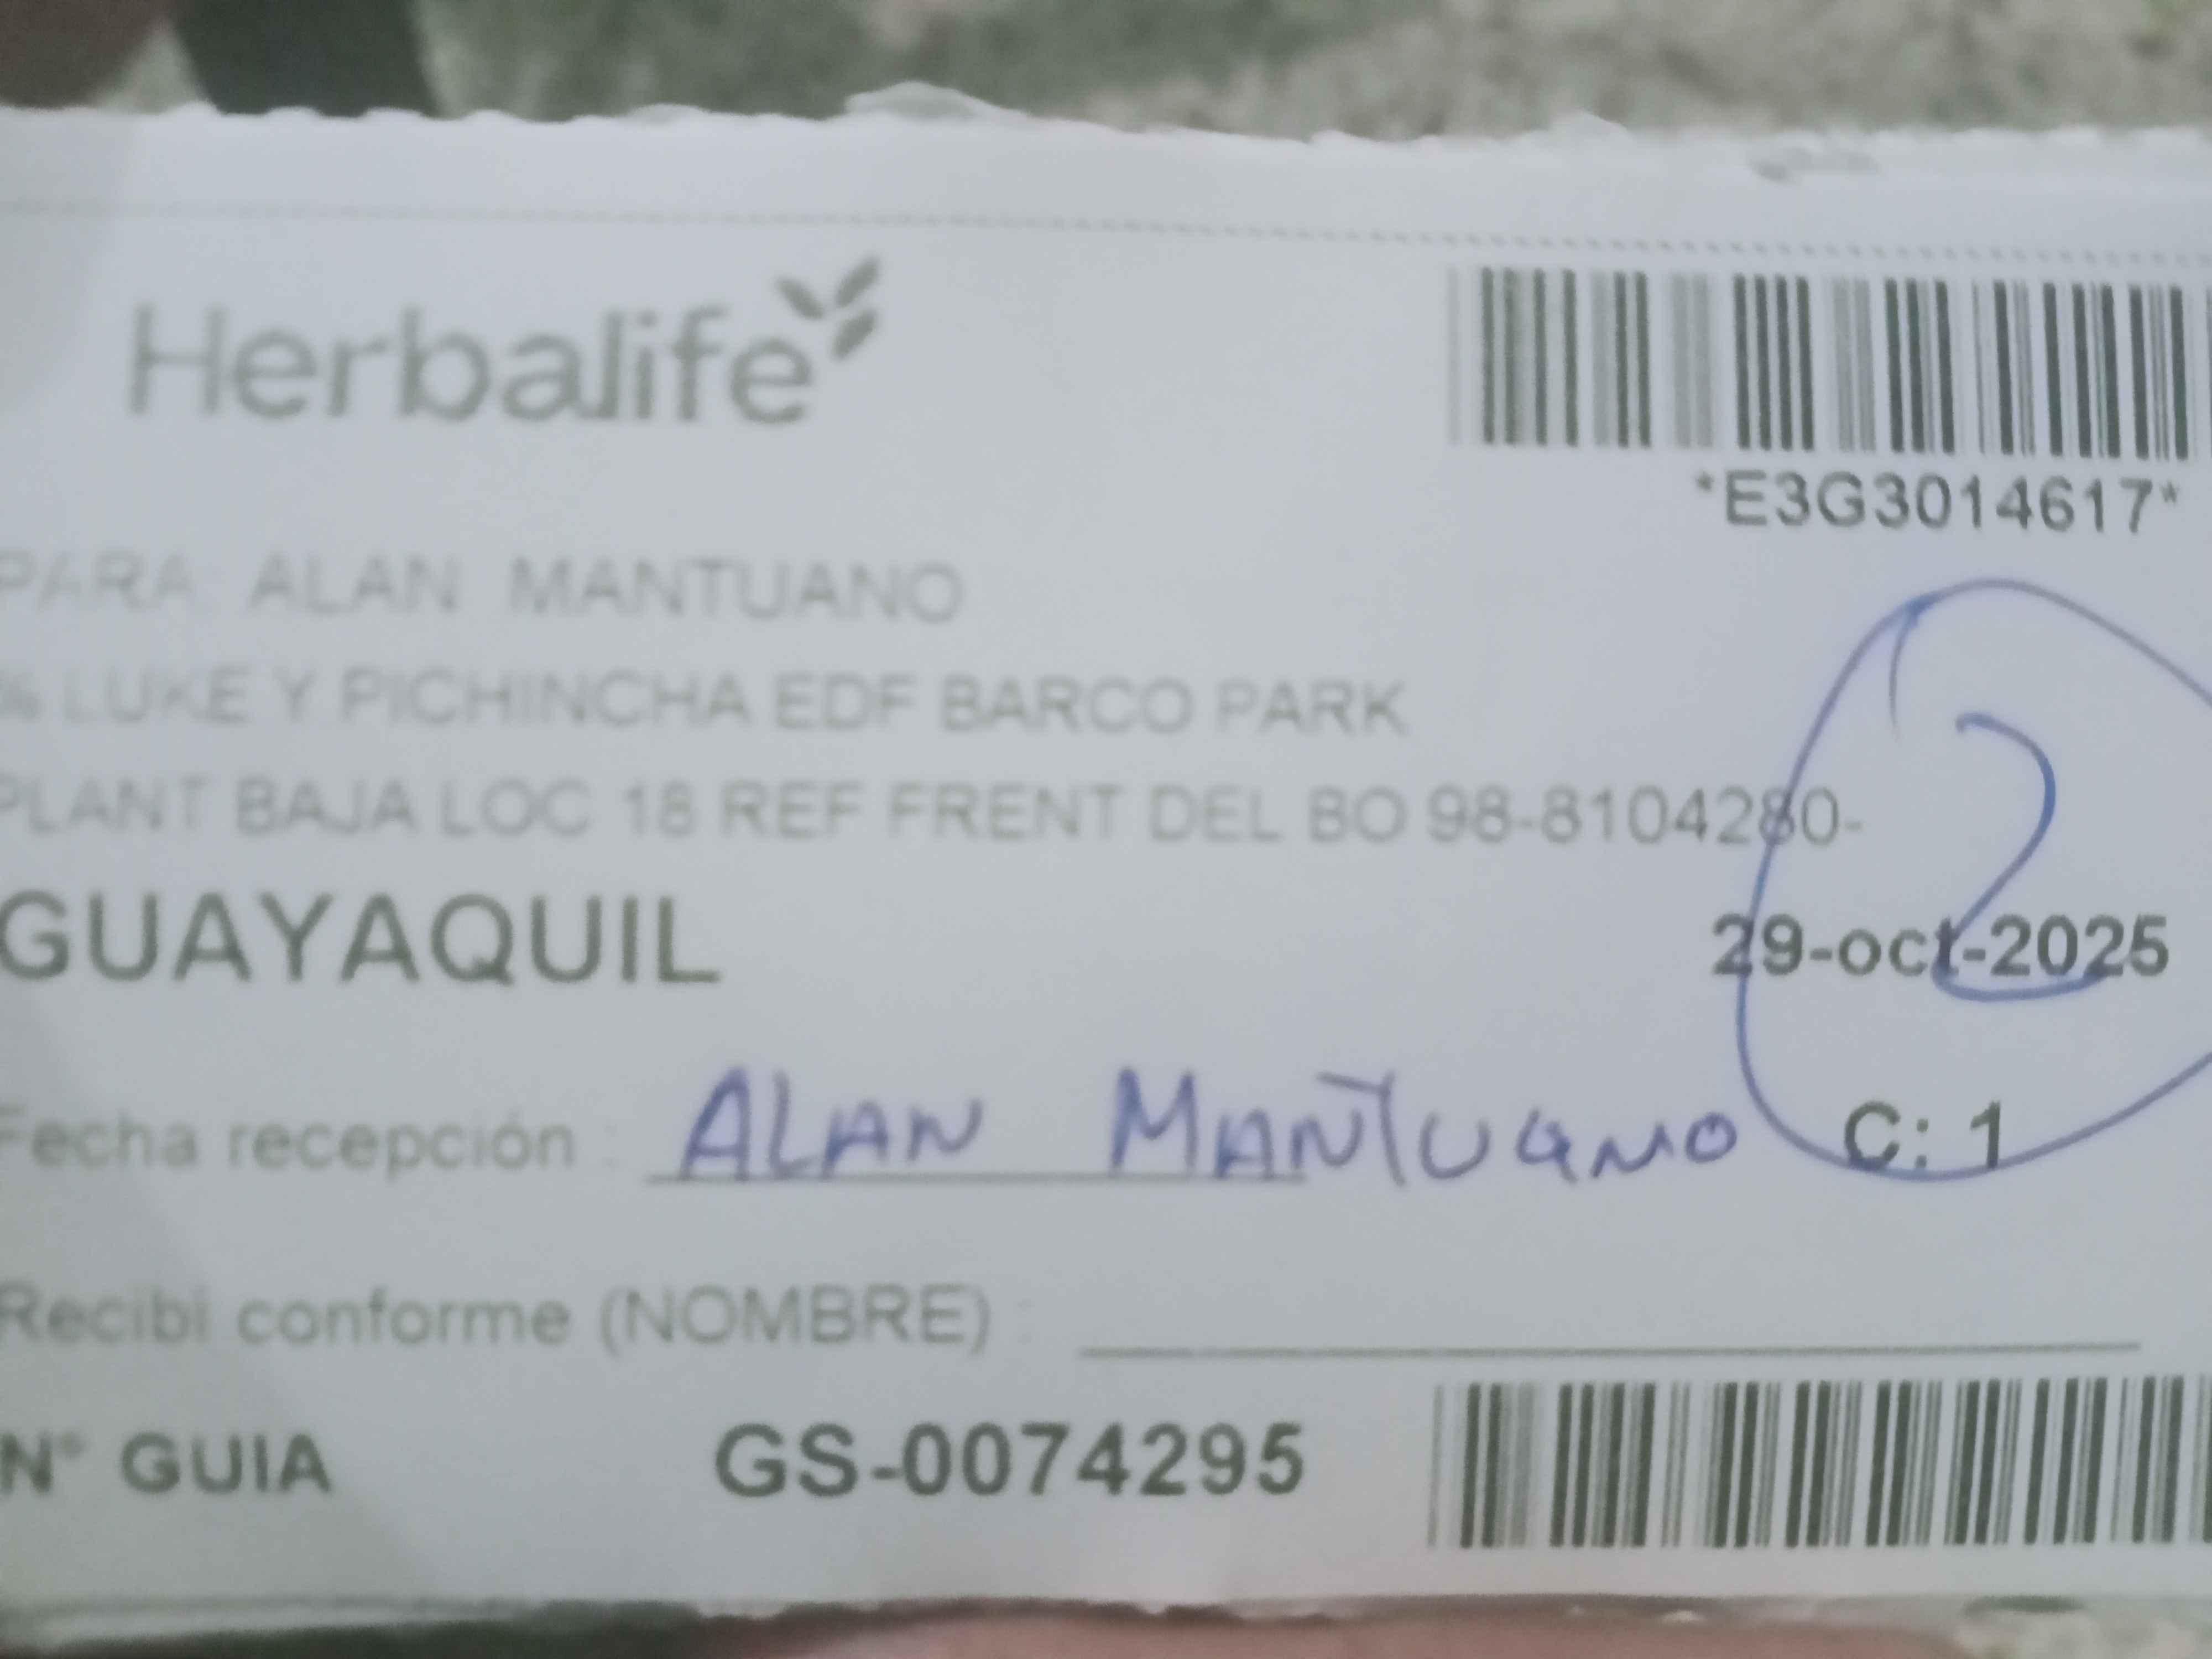 Herbalife
*E3G3014617*
PARA ALAN MANTUANO
LUKE Y PICHINCHA EDF BARCO PARK
PLANT BAJA LOC 18 REF FRENT DEL BO 98-8104280-
GUAYAQUIL
29-oct-2025
2
Fecha recepción : ALAN MANTUANO
C: 1
Recibi conforme (NOMBRE) :
N° GUIA GS-0074295